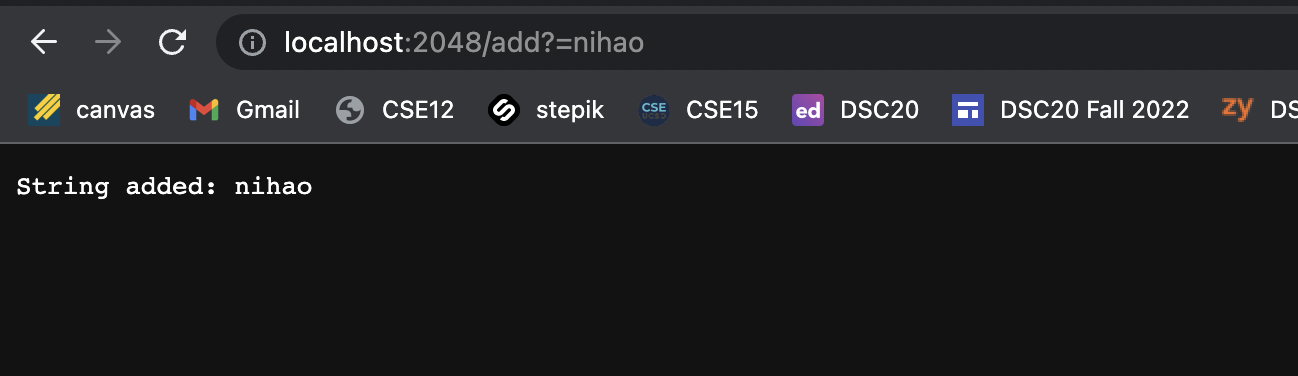 localhost:2048/add?=nihao
canvas Gmail CSE12 stepik CSE CSE15 ed DSC20 DSC20 Fall 2022 zy DS
String added: nihao